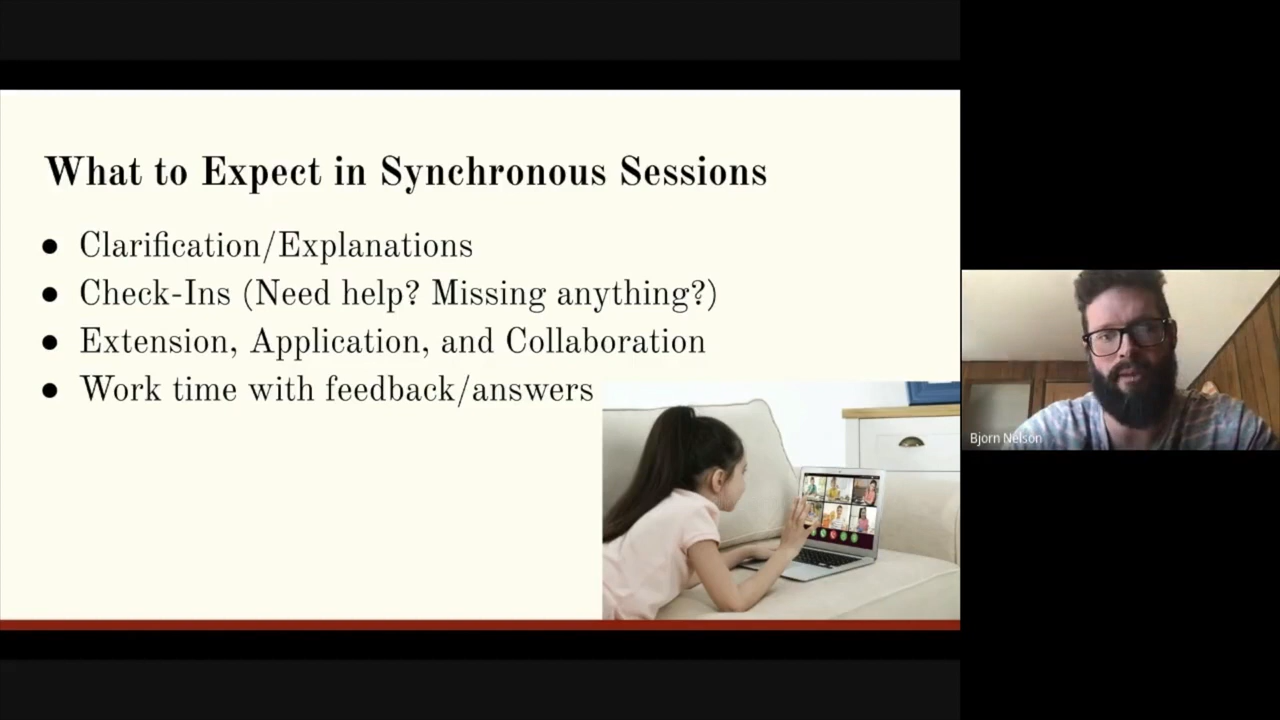 What to Expect in Synchronous Sessions
● Clarification/Explanations
● Check-Ins (Need help? Missing anything?)
● Extension, Application, and Collaboration
● Work time with feedback/answers
Bjorn Nelson